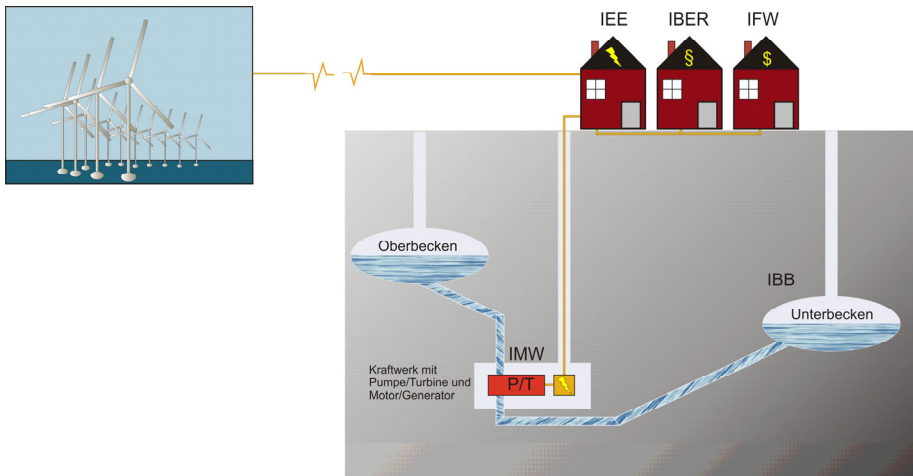 IEE
IBER
IFW
§
$
Oberbecken
IBB
Unterbecken
IMW
Kraftwerk mit
Pumpe/Turbine und
Motor/Generator
P/T